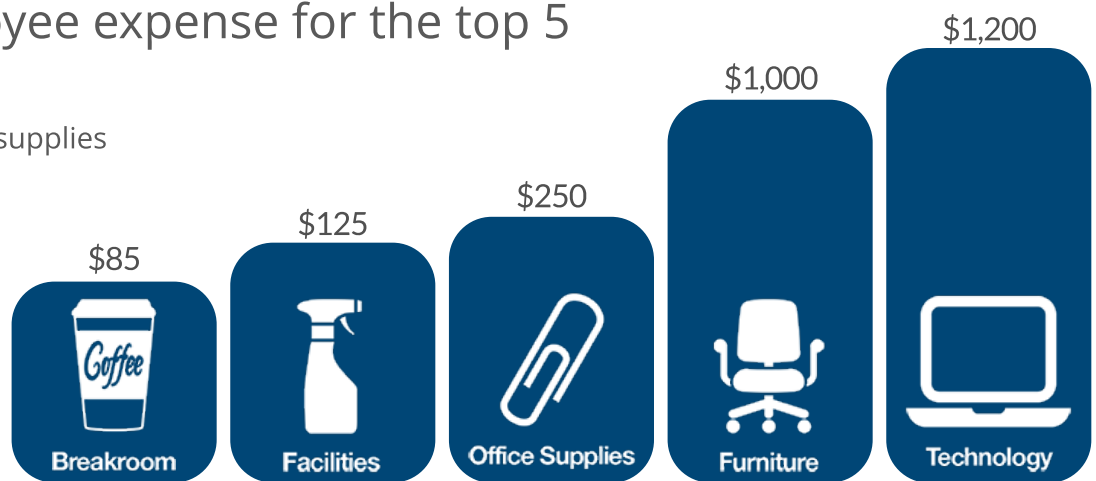 yee expense for the top 5
supplies
$85
$125
$250
$1,000
$1,200
Coffee
Breakroom
Facilities
Office Supplies
Furniture
Technology